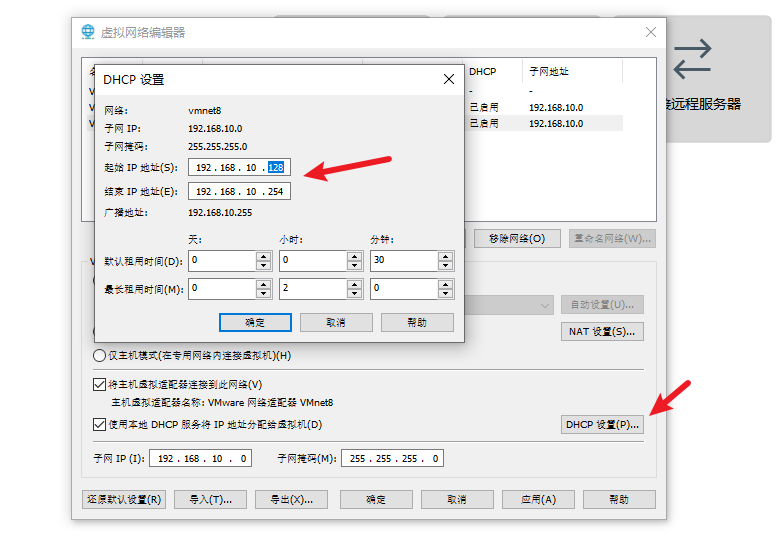 虚拟网络编辑器
DHCP 子网地址
- -
已启用 192.168.10.0
已启用 192.168.10.0
接远程服务器
DHCP 设置
网络: vmnet8
子网 IP: 192.168.10.0
子网掩码: 255.255.255.0
起始 IP 地址(S): 192 . 168 . 10 . 128
结束 IP 地址(E): 192 . 168 . 10 . 254
广播地址: 192.168.10.255
天: 小时: 分钟:
默认租用时间(D): 0 0 30
最长租用时间(M): 0 2 0
确定 取消 帮助
移除网络(O) 重命名网络(W)...
自动设置(U)...
NAT 设置(S)...
仅主机模式(在专用网络内连接虚拟机)(H)
将主机虚拟适配器连接到此网络(V)
主机虚拟适配器名称: VMware 网络适配器 VMnet8
使用本地 DHCP 服务将 IP 地址分配给虚拟机(D)
DHCP 设置(P)...
子网 IP (I): 192 . 168 . 10 . 0 子网掩码(M): 255 . 255 . 255 . 0
还原默认设置(R) 导入(T)... 导出(X)... 确定 取消 应用(A) 帮助